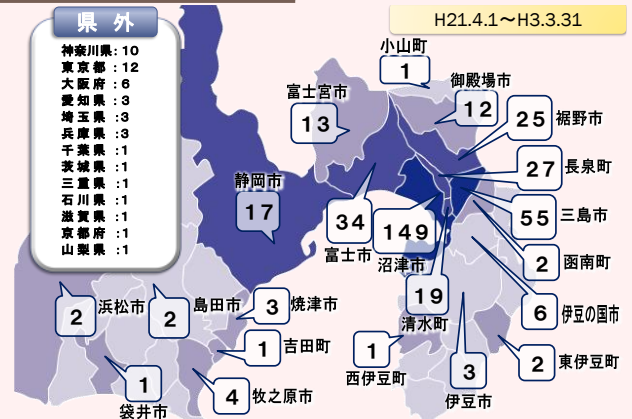 県 外
神奈川県：10
東京都：12
大阪府：6
愛知県：3
埼玉県：3
兵庫県：3
千葉県：1
茨城県：1
三重県：1
石川県：1
滋賀県：1
京都府：1
山梨県：1
H21.4.1～H3.3.31
小山町
1
御殿場市
12
富士宮市
13
25
裾野市
27
長泉町
静岡市
17
34
富士市
149
沼津市
55
三島市
2
函南町
19
清水町
6
伊豆の国市
2
浜松市
2
島田市
3
焼津市
1
吉田町
1
西伊豆町
3
伊豆市
2
東伊豆町
1
袋井市
4
牧之原市